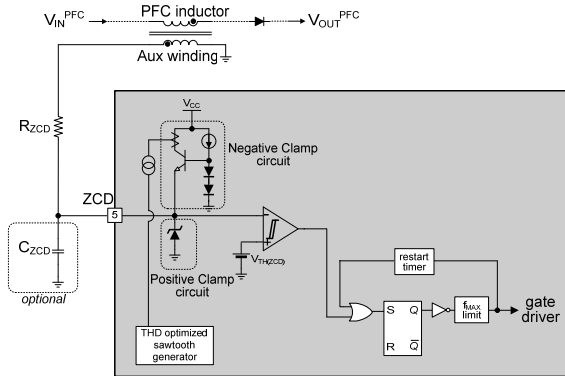 PFC inductor
V_IN^PFC
V_OUT^PFC
Aux winding
R_ZCD
V_CC
Negative Clamp
circuit
ZCD
5
C_ZCD
optional
V_TH(ZCD)
Positive Clamp
circuit
restart
timer
THD optimized
sawtooth
generator
S
Q
R
Q̅
f_MAX
limit
gate
driver